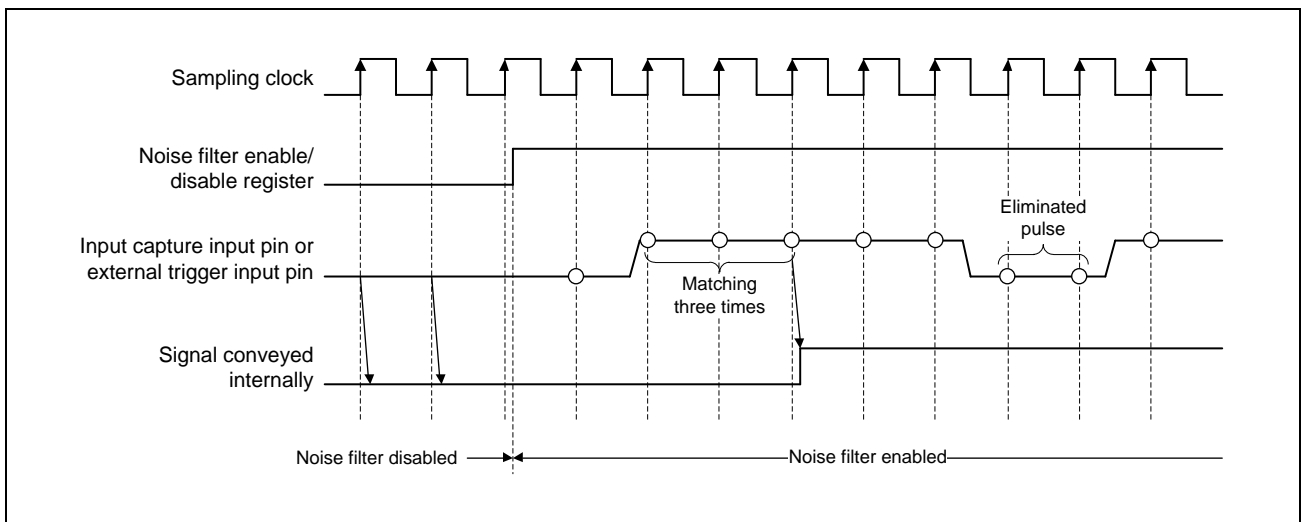 Sampling clock
Noise filter enable/
disable register
Input capture input pin or
external trigger input pin
Eliminated
pulse
Matching
three times
Signal conveyed
internally
Noise filter disabled
Noise filter enabled